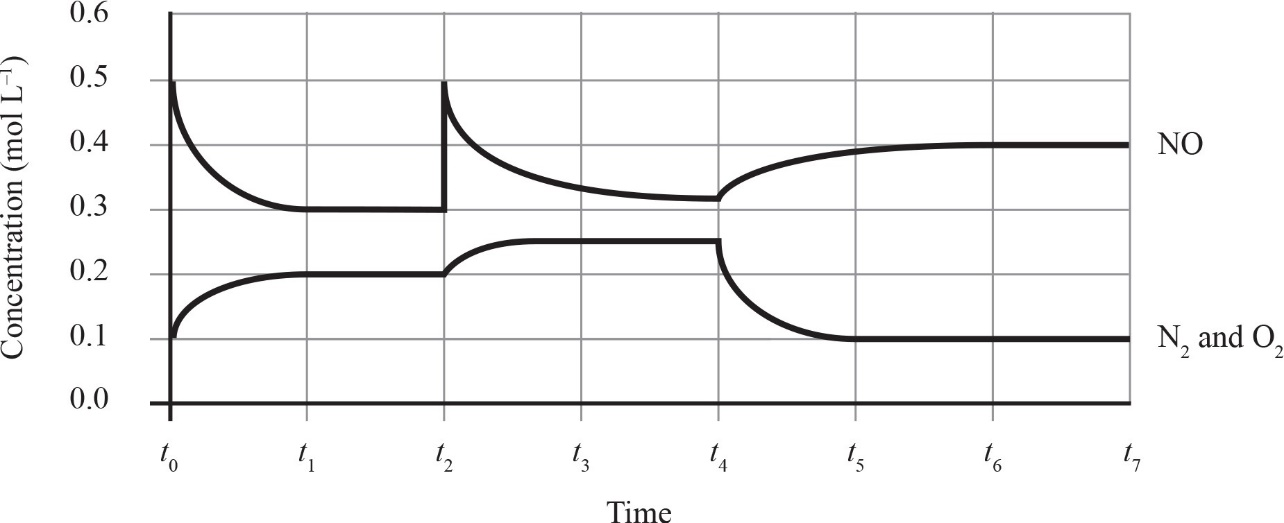 Concentration (mol L⁻¹)
0.6
0.5
0.4
0.3
0.2
0.1
0.0
NO
N₂ and O₂
t₀ t₁ t₂ t₃ t₄ t₅ t₆ t₇
Time